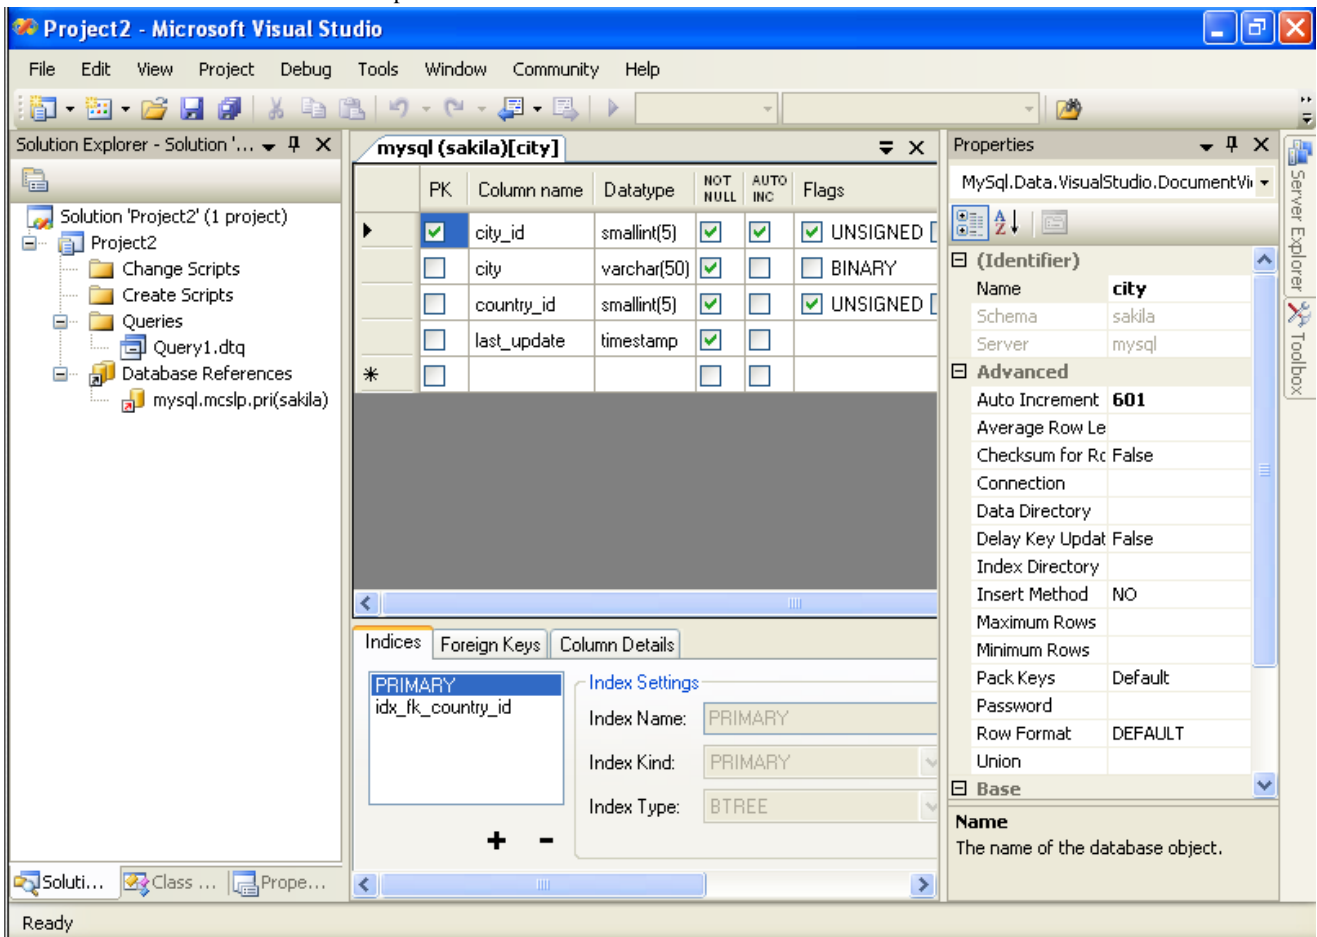 Project2 - Microsoft Visual Studio
File Edit View Project Debug Tools Window Community Help
Solution Explorer - Solution '...
Solution 'Project2' (1 project)
Project2
Change Scripts
Create Scripts
Queries
Query1.dtq
Database References
mysql.mcslp.pri(sakila)
Soluti... Class ... Prope...
mysql (sakila)[city]
PK Column name Datatype NOT NULL AUTO INC Flags
city_id smallint(5) UNSIGNED
city varchar(50) BINARY
country_id smallint(5) UNSIGNED
last_update timestamp
Indices Foreign Keys Column Details
PRIMARY
idx_fk_country_id
Index Settings
Index Name: PRIMARY
Index Kind: PRIMARY
Index Type: BTREE
Properties
MySql.Data.VisualStudio.DocumentVi
(Identifier)
Name city
Schema sakila
Server mysql
Advanced
Auto Increment 601
Average Row Le
Checksum for Ro False
Connection
Data Directory
Delay Key Updat False
Index Directory
Insert Method NO
Maximum Rows
Minimum Rows
Pack Keys Default
Password
Row Format DEFAULT
Union
Base
Name
The name of the database object.
Server Explorer
Toolbox
Ready